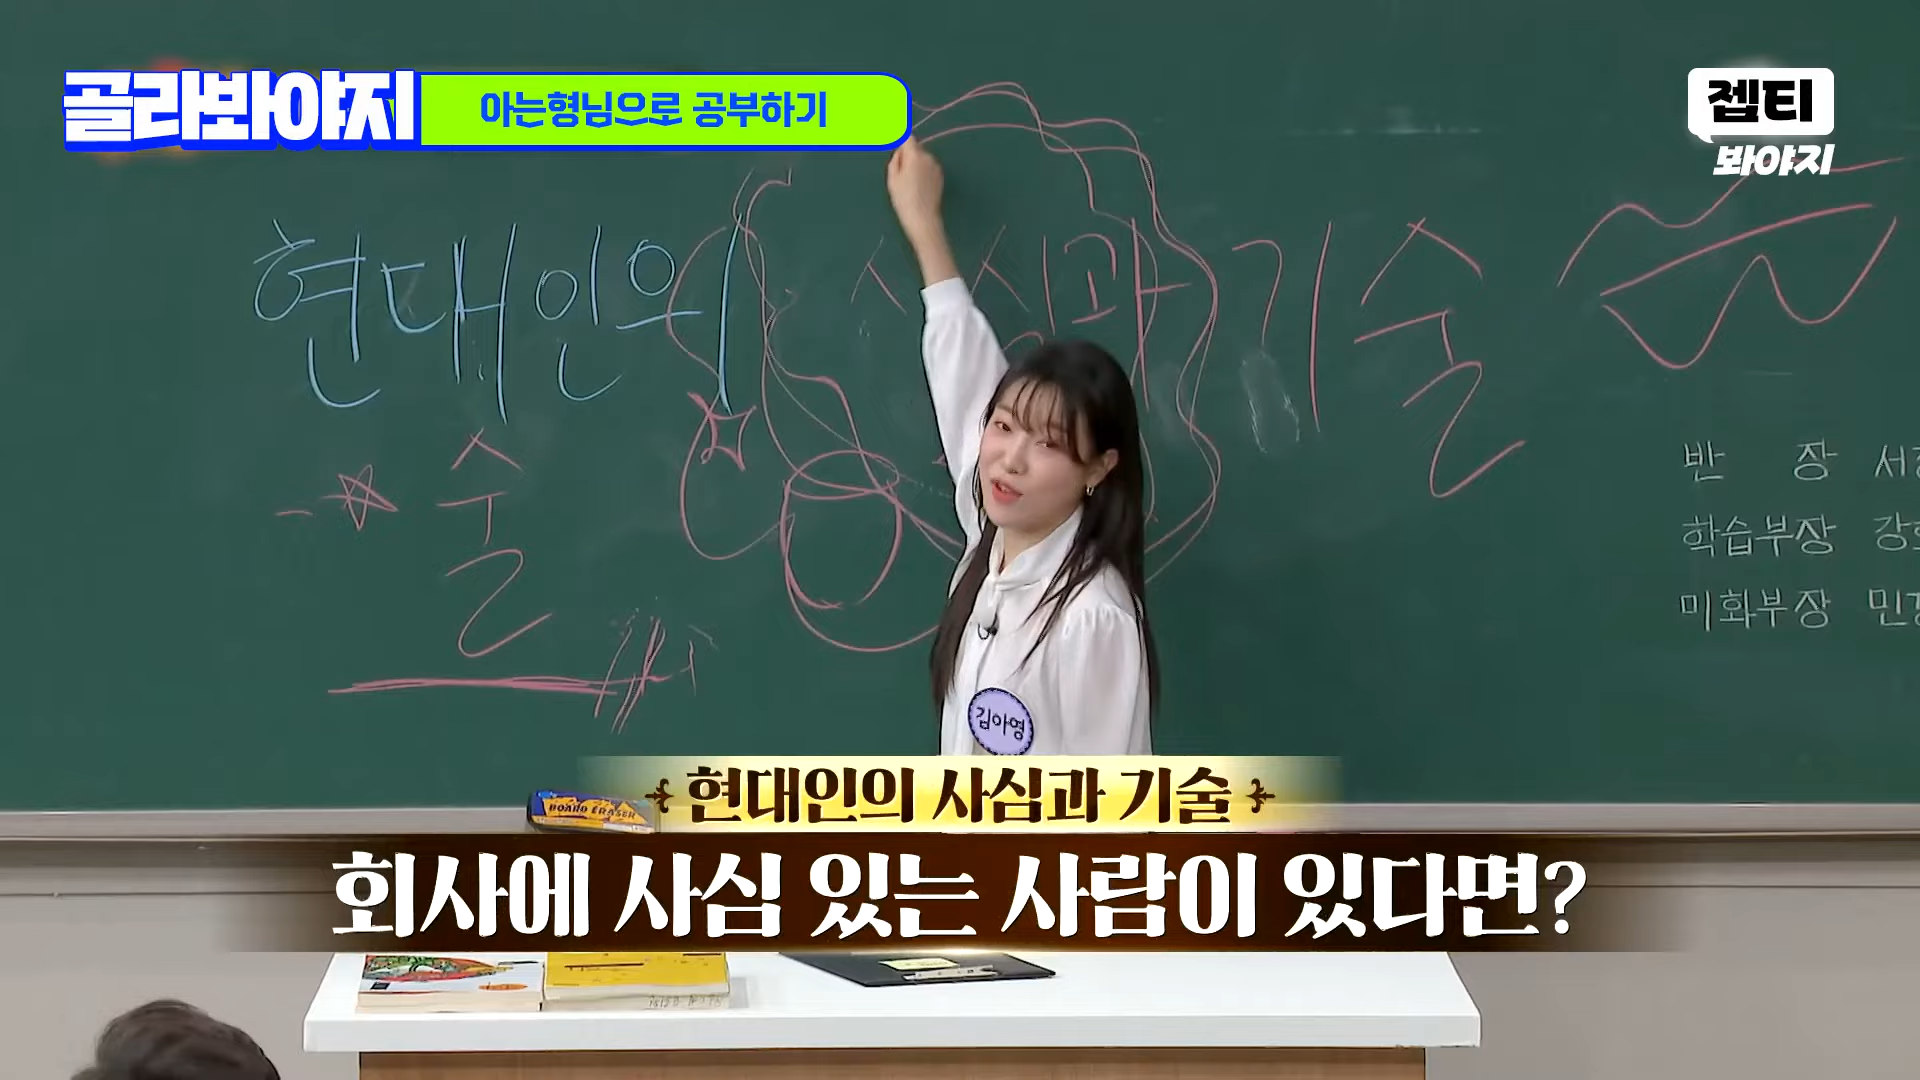 골라봐야지 아는형님으로 공부하기
젭티
봐야지
현대인의 사심과 기술
술
반 장
학습부장
미화부장
김아영
BOARD ERASER
현대인의 사심과 기술
회사에 사심 있는 사람이 있다면?